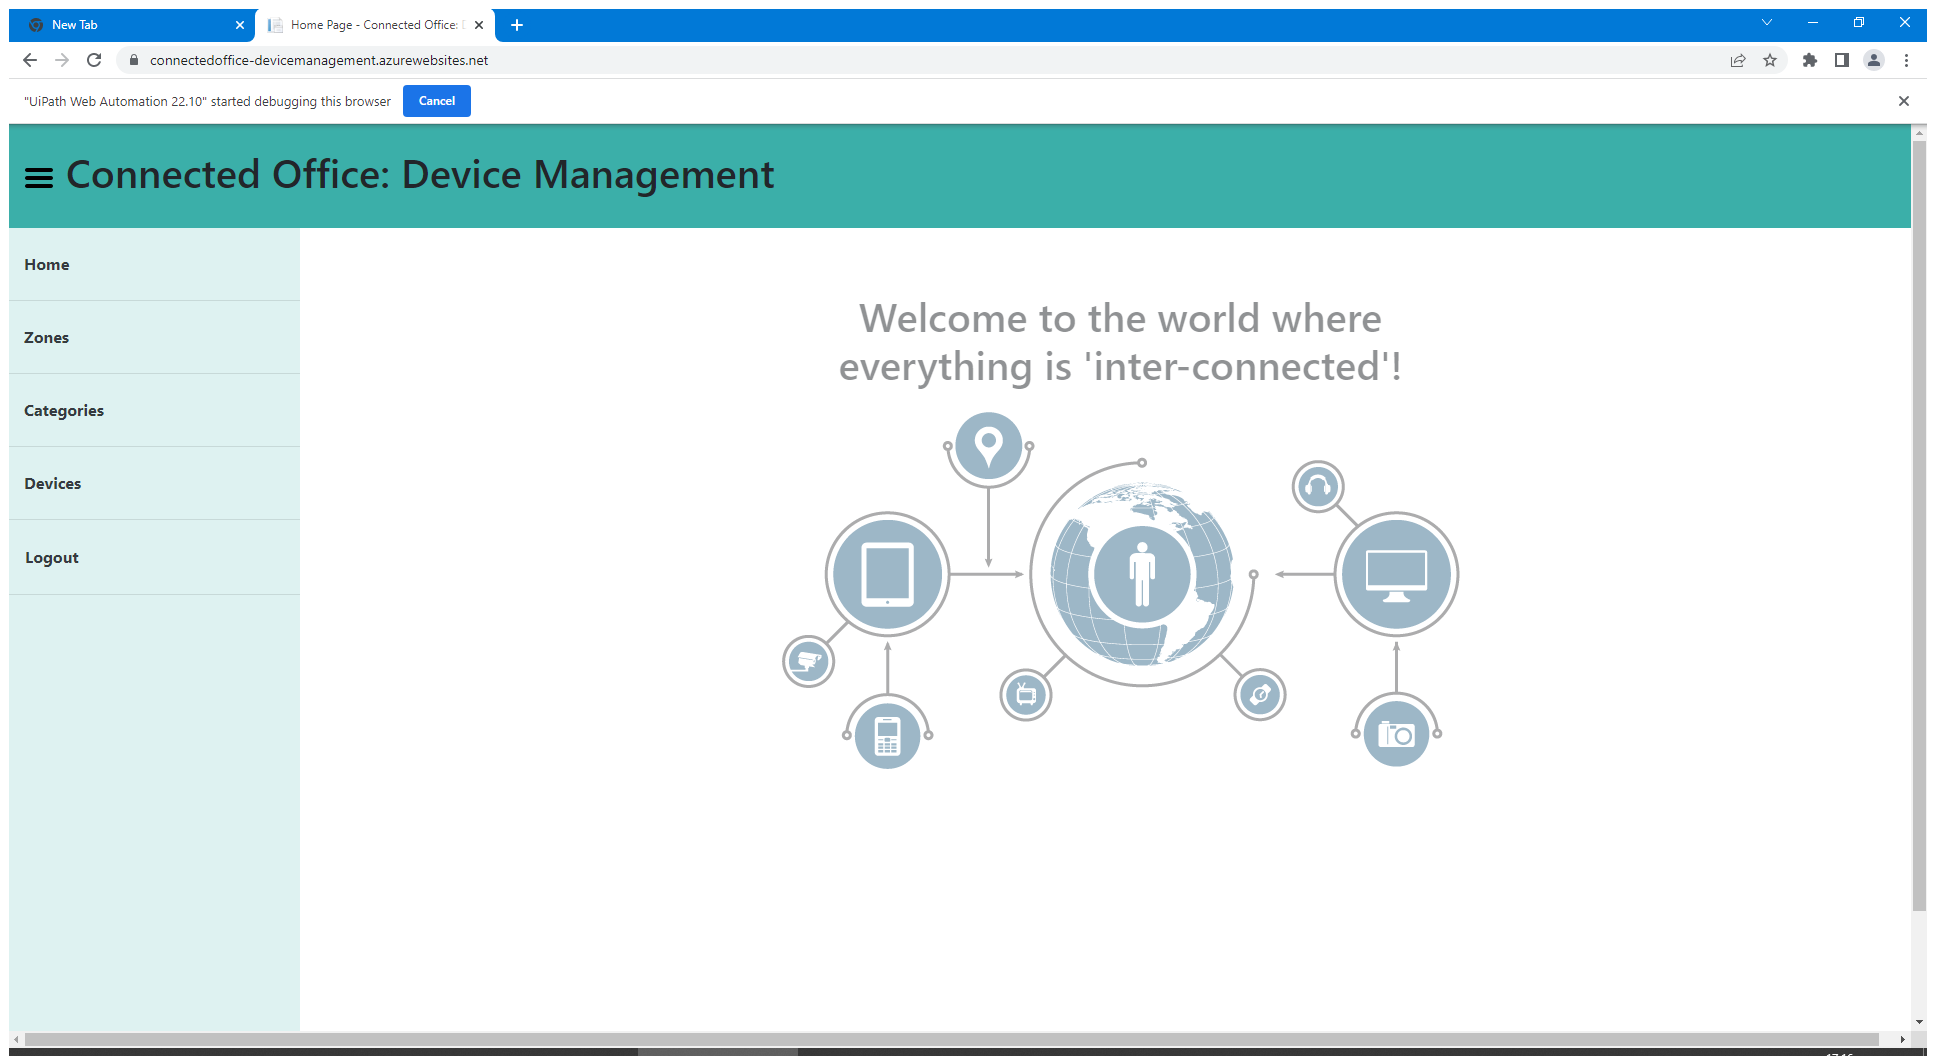 New Tab
Home Page - Connected Office:
connectedoffice-devicemanagement.azurewebsites.net
"UiPath Web Automation 22.10" started debugging this browser
Cancel
Connected Office: Device Management
Home
Zones
Categories
Devices
Logout
Welcome to the world where
everything is 'inter-connected'!